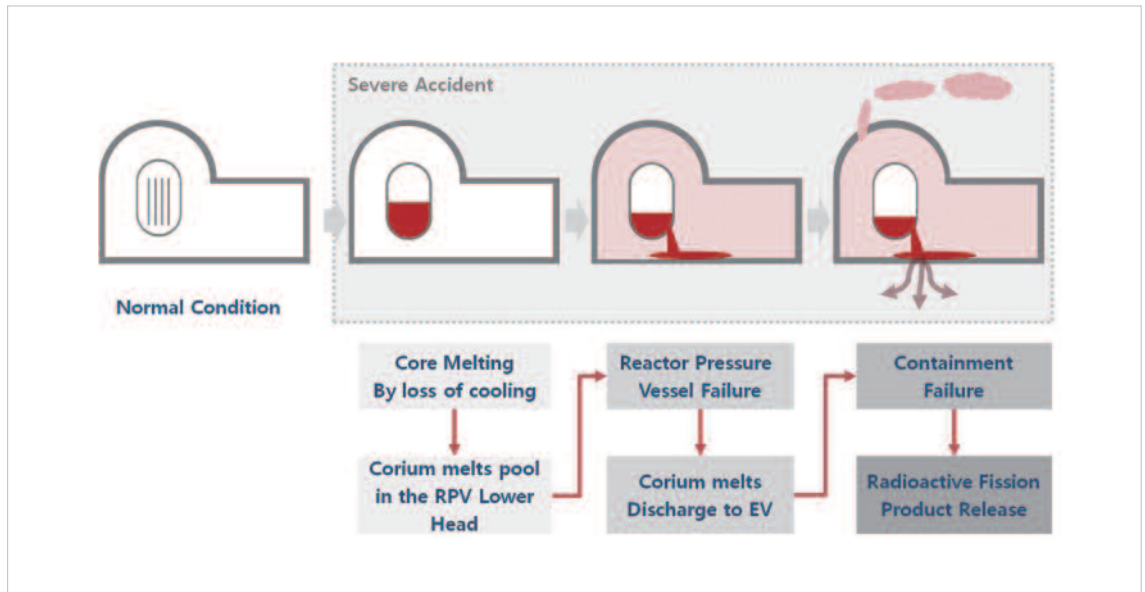 Severe Accident
Normal Condition
Core Melting
By loss of cooling
Corium melts pool
in the RPV Lower
Head
Reactor Pressure
Vessel Failure
Corium melts
Discharge to EV
Containment
Failure
Radioactive Fission
Product Release